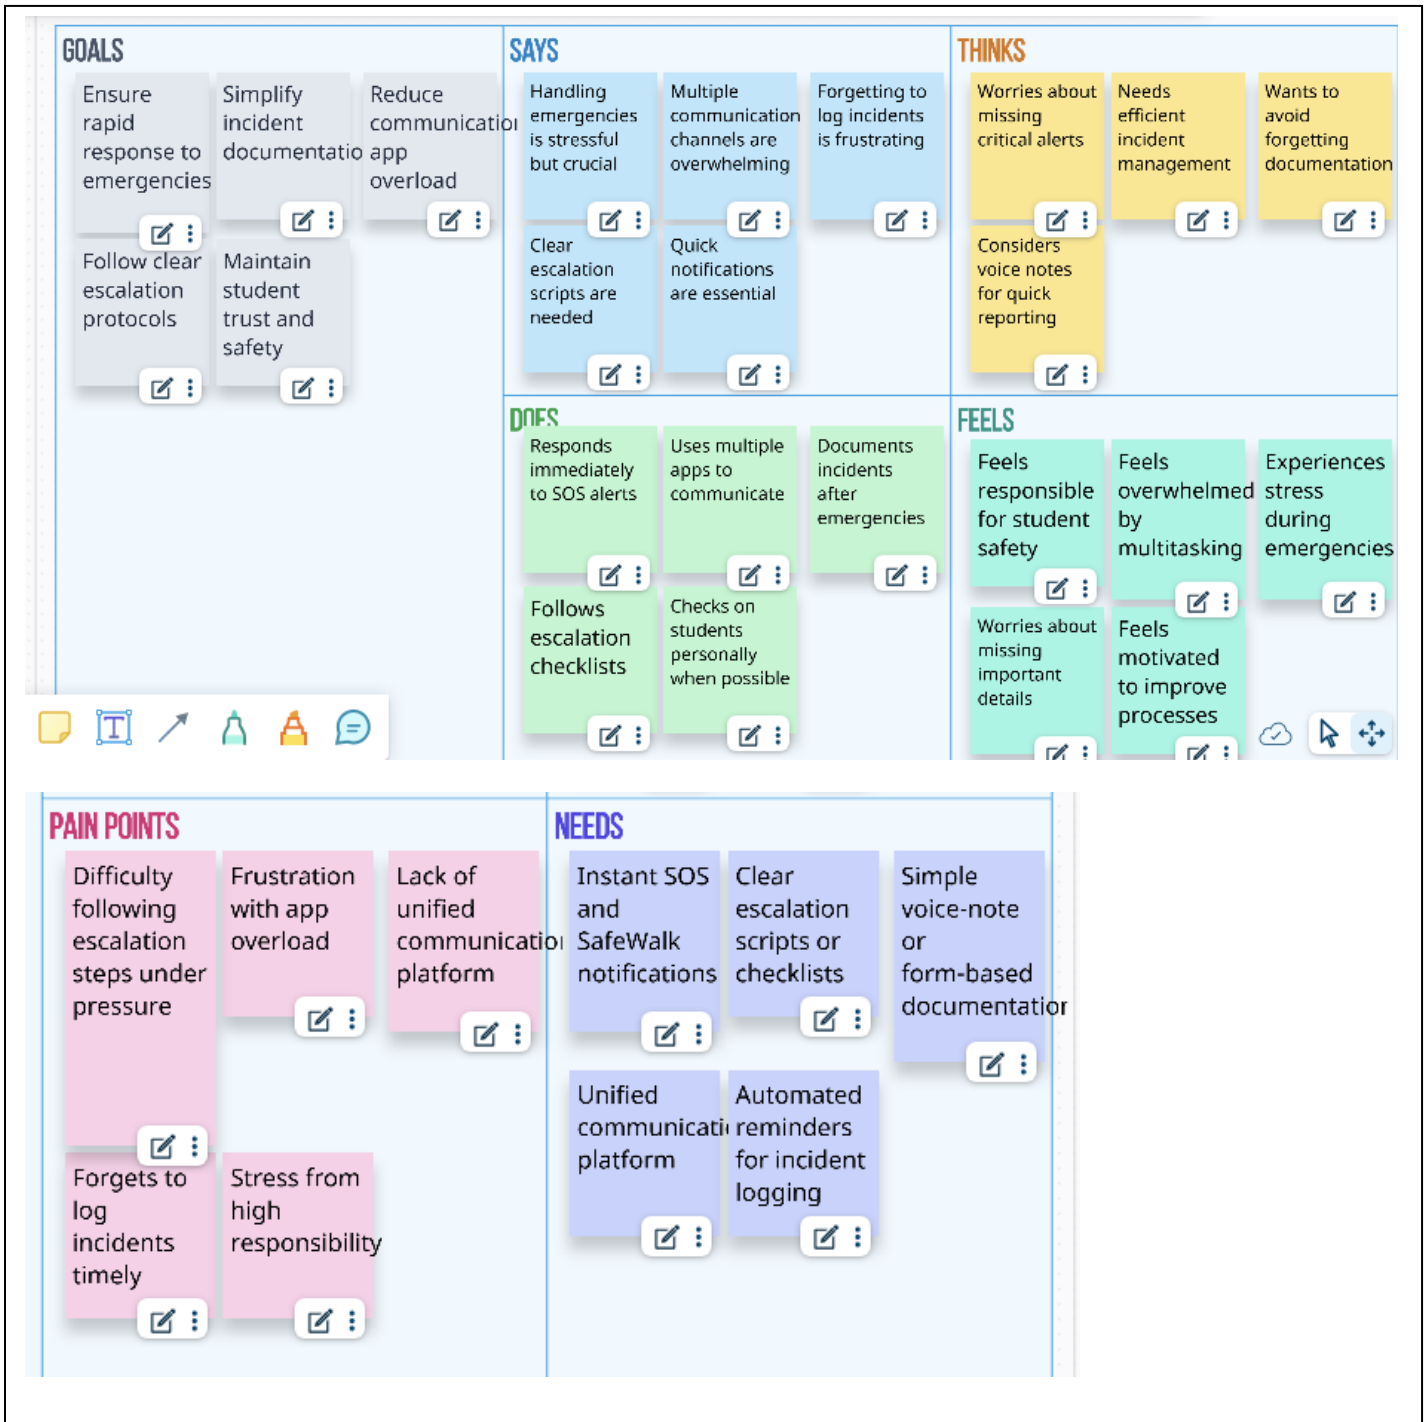 GOALS
Ensure
rapid
response to
emergencies
Simplify
incident
documentatio
Reduce
communication
app
overload
Follow clear
escalation
protocols
Maintain
student
trust and
safety
SAYS
Handling
emergencies
is stressful
but crucial
Multiple
communication
channels are
overwhelming
Forgetting to
log incidents
is frustrating
Clear
escalation
scripts are
needed
Quick
notifications
are essential
THINKS
Worries about
missing
critical alerts
Needs
efficient
incident
management
Wants to
avoid
forgetting
documentation
Considers
voice notes
for quick
reporting
DOES
Responds
immediately
to SOS alerts
Uses multiple
apps to
communicate
Documents
incidents
after
emergencies
Follows
escalation
checklists
Checks on
students
personally
when possible
FEELS
Feels
responsible
for student
safety
Feels
overwhelmed
by
multitasking
Experiences
stress
during
emergencies
Worries about
missing
important
details
Feels
motivated
to improve
processes
PAIN POINTS
Difficulty
following
escalation
steps under
pressure
Frustration
with app
overload
Lack of
unified
communication
platform
Forgets to
log
incidents
timely
Stress from
high
responsibility
NEEDS
Instant SOS
and
SafeWalk
notifications
Clear
escalation
scripts or
checklists
Simple
voice-note
or
form-based
documentation
Unified
communicati
platform
Automated
reminders
for incident
logging